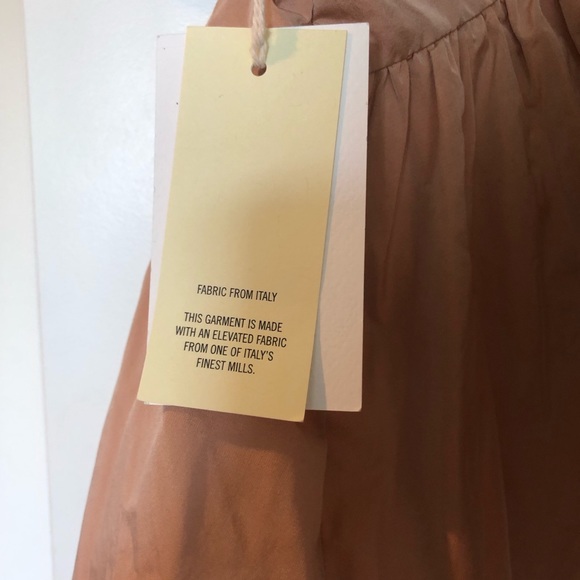 FABRIC FROM ITALY
THIS GARMENT IS MADE
WITH AN ELEVATED FABRIC
FROM ONE OF ITALY'S
FINEST MILLS.